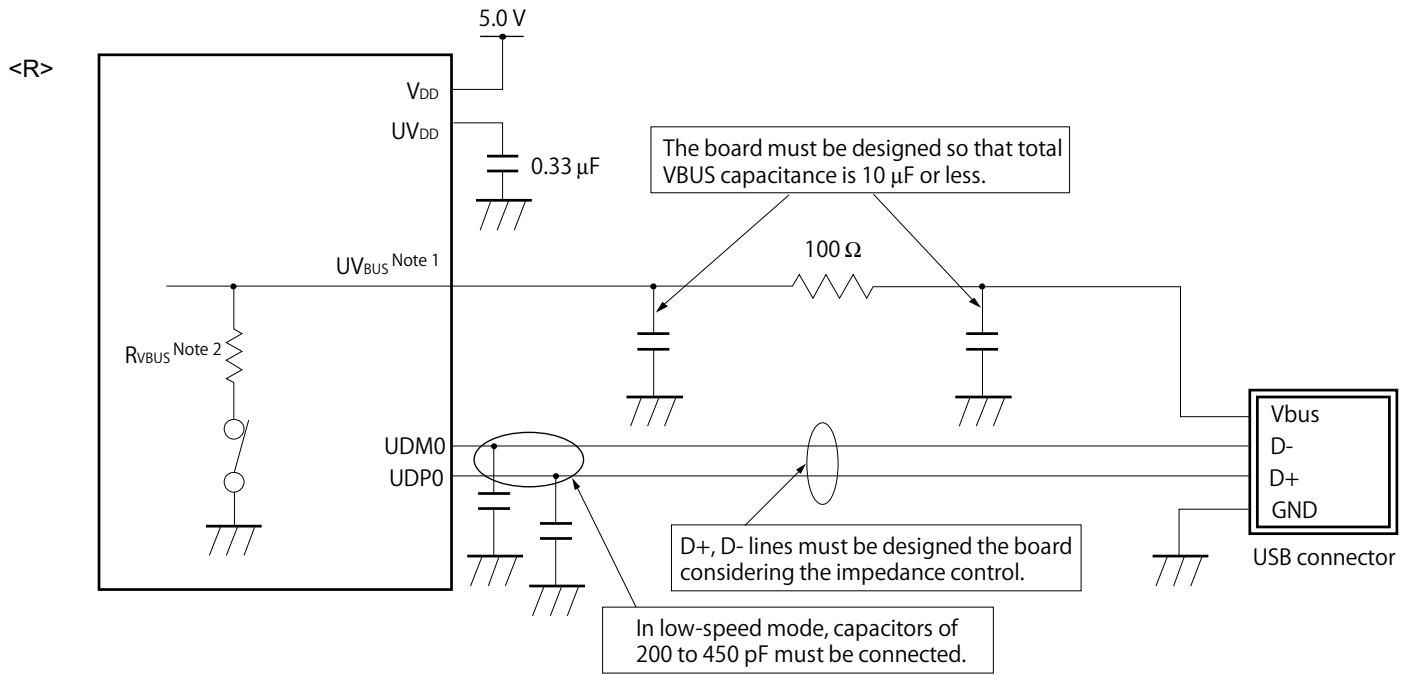 5.0 V
<R>
VDD
UVDD
0.33 µF
The board must be designed so that total
VBUS capacitance is 10 µF or less.
100 Ω
UVBUS Note 1
RVBUS Note 2
Vbus
UDM0
D-
UDP0
D+
GND
D+, D- lines must be designed the board
considering the impedance control.
USB connector
In low-speed mode, capacitors of
200 to 450 pF must be connected.